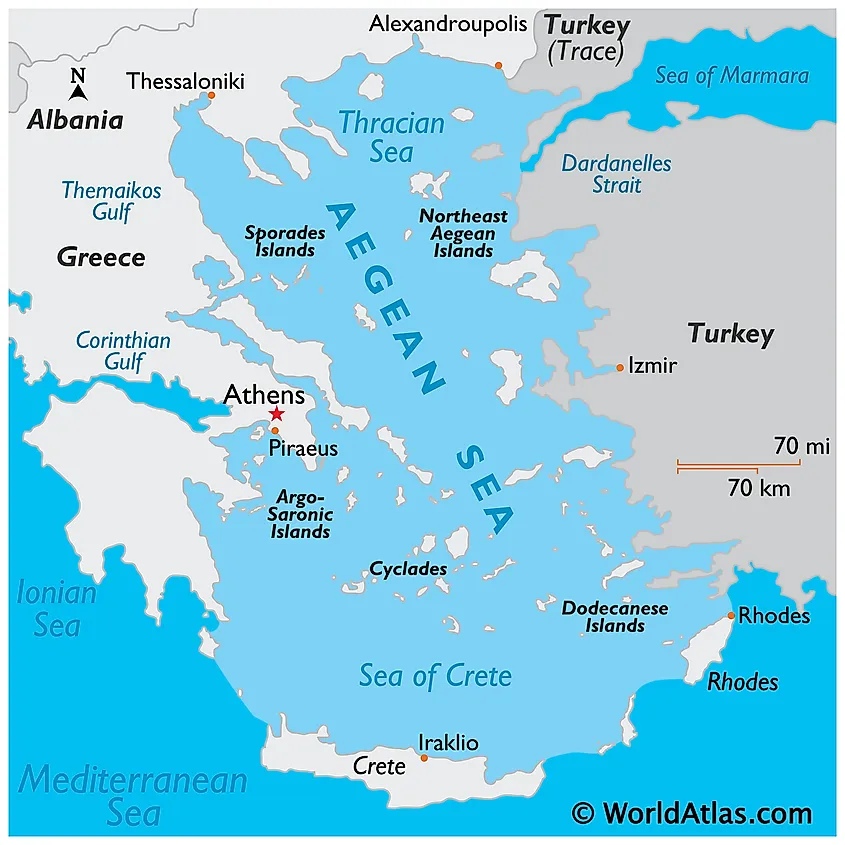 Alexandroupolis
Turkey
(Trace)
Sea of Marmara
N
Thessaloniki
Albania
Thracian
Sea
Dardanelles
Strait
Themaikos
Gulf
Northeast
Aegean
Islands
Sporades
Islands
AEGEAN SEA
Greece
Turkey
Corinthian
Gulf
Izmir
Athens
Piraeus
70 mi
70 km
Argo-
Saronic
Islands
Cyclades
Ionian
Sea
Dodecanese
Islands
Rhodes
Sea of Crete
Rhodes
Iraklio
Crete
Mediterranean
Sea
© WorldAtlas.com